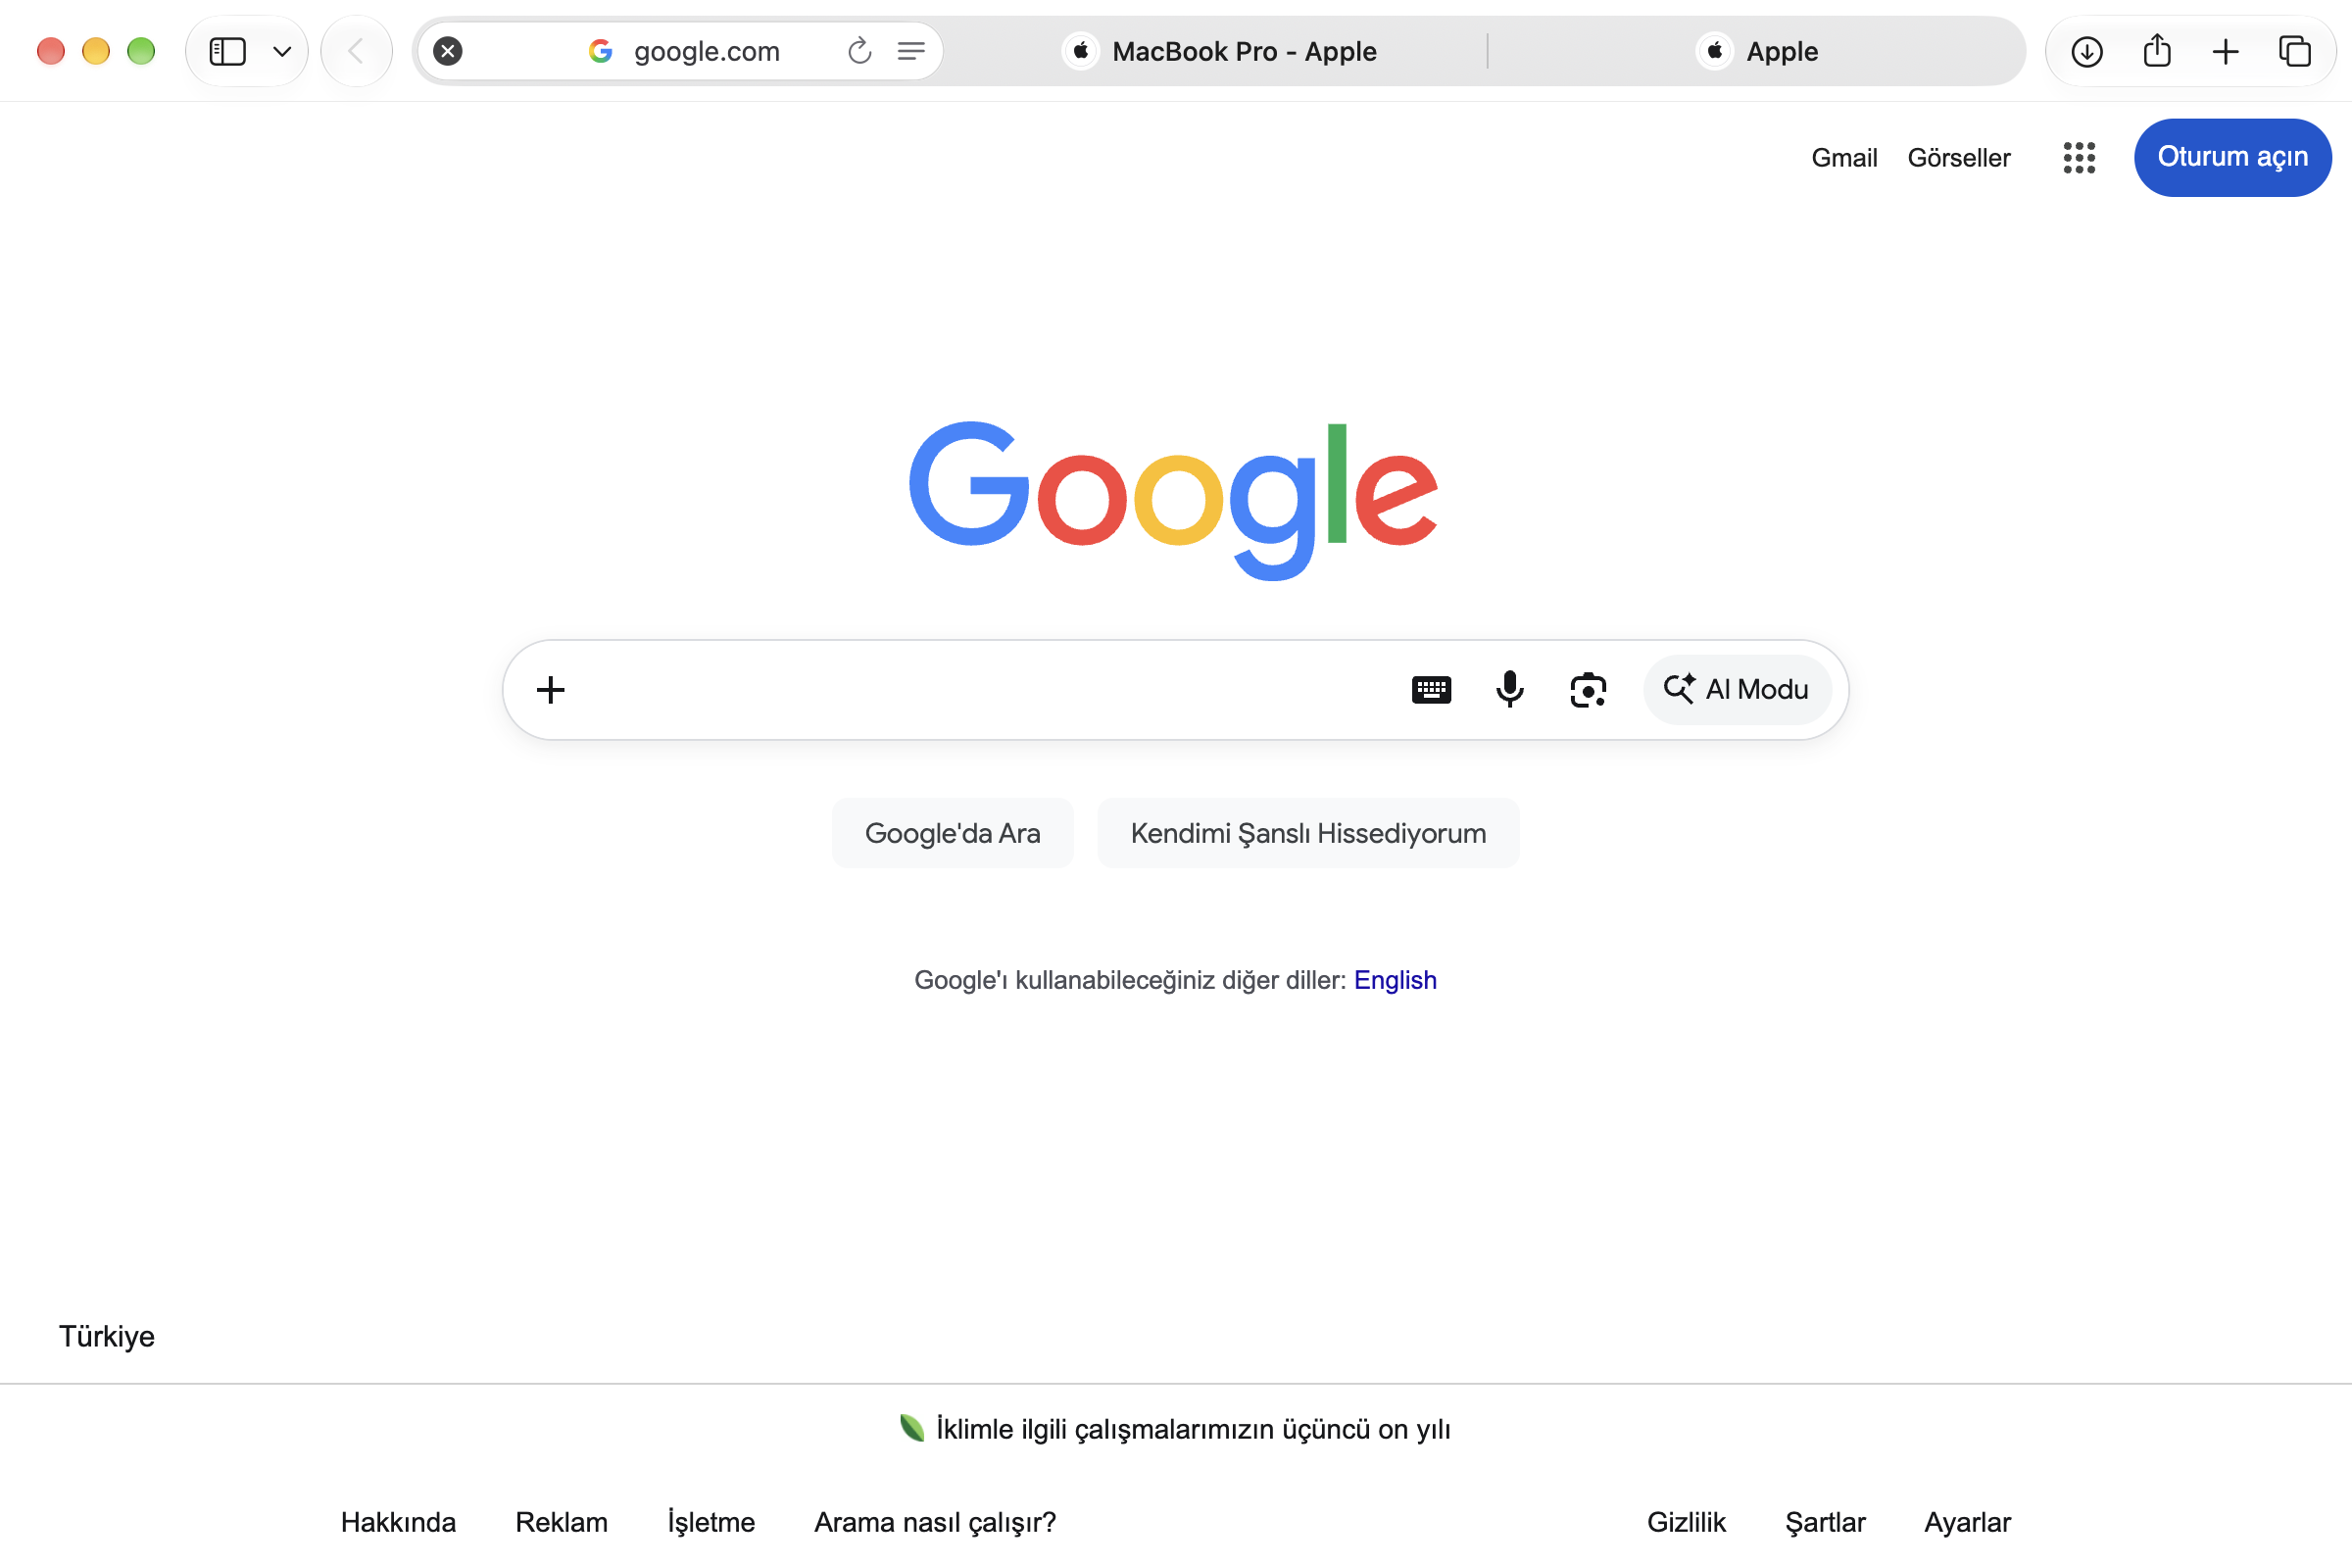 google.com
MacBook Pro - Apple
Apple
Gmail Görseller Oturum açın
Google
AI Modu
Google'da Ara Kendimi Şanslı Hissediyorum
Google'ı kullanabileceğiniz diğer diller: English
Türkiye
İklimle ilgili çalışmalarımızın üçüncü on yılı
Hakkında Reklam İşletme Arama nasıl çalışır? Gizlilik Şartlar Ayarlar